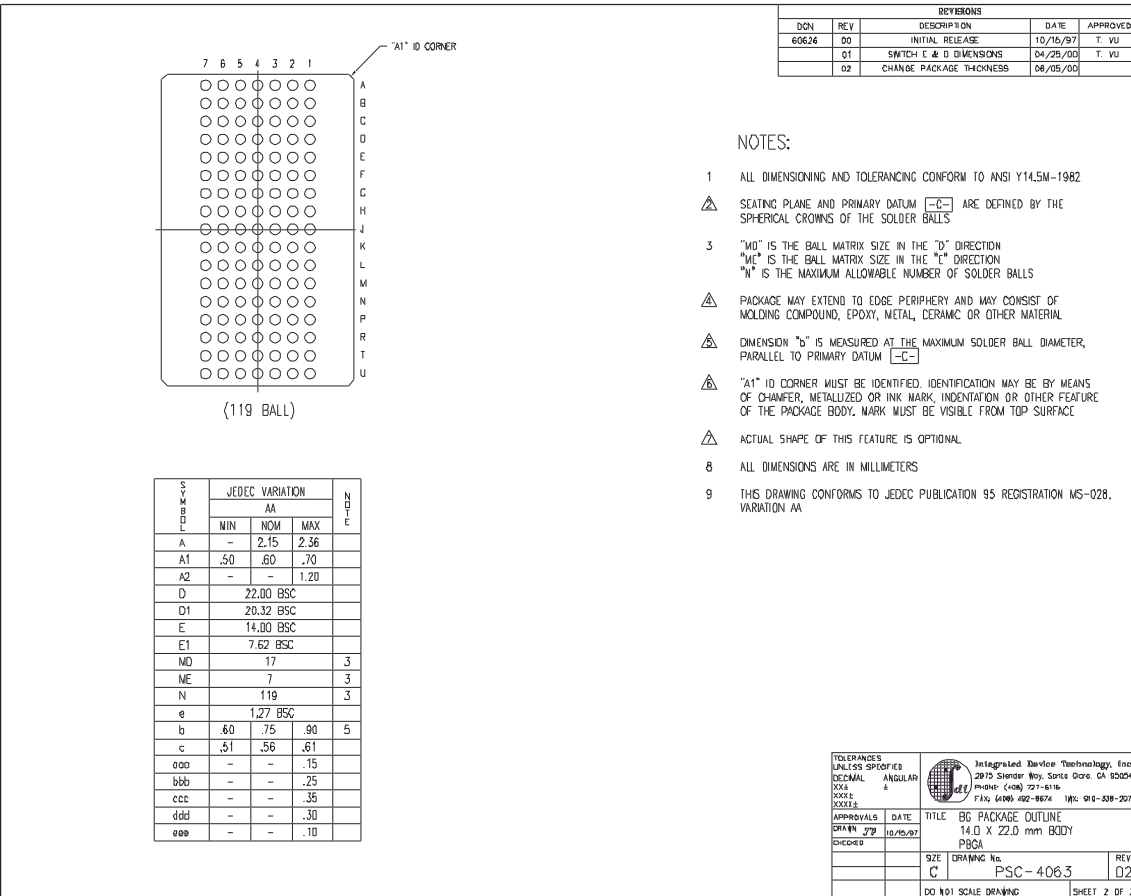 REVISIONS
DCN REV DESCRIPTION DATE APPROVED
60626 00 INITIAL RELEASE 10/15/97 T. VU
01 SWITCH E & D DIMENSIONS 04/25/00 T. VU
02 CHANGE PACKAGE THICKNESS 06/05/00
"A1" ID CORNER
7 6 5 4 3 2 1
A
B
C
D
E
F
G
H
J
K
L
M
N
P
R
T
U
(119 BALL)
NOTES:
1 ALL DIMENSIONING AND TOLERANCING CONFORM TO ANSI Y14.5M-1982
2 SEATING PLANE AND PRIMARY DATUM -C- ARE DEFINED BY THE
SPHERICAL CROWNS OF THE SOLDER BALLS
3 "MD" IS THE BALL MATRIX SIZE IN THE "D" DIRECTION
"ME" IS THE BALL MATRIX SIZE IN THE "E" DIRECTION
"N" IS THE MAXIMUM ALLOWABLE NUMBER OF SOLDER BALLS
4 PACKAGE MAY EXTEND TO EDGE PERIPHERY AND MAY CONSIST OF
MOLDING COMPOUND, EPOXY, METAL, CERAMIC OR OTHER MATERIAL
5 DIMENSION "b" IS MEASURED AT THE MAXIMUM SOLDER BALL DIAMETER,
PARALLEL TO PRIMARY DATUM -C-
6 "A1" ID CORNER MUST BE IDENTIFIED. IDENTIFICATION MAY BE BY MEANS
OF CHAMFER, METALLIZED OR INK MARK, INDENTATION OR OTHER FEATURE
OF THE PACKAGE BODY. MARK MUST BE VISIBLE FROM TOP SURFACE
7 ACTUAL SHAPE OF THIS FEATURE IS OPTIONAL
8 ALL DIMENSIONS ARE IN MILLIMETERS
9 THIS DRAWING CONFORMS TO JEDEC PUBLICATION 95 REGISTRATION MS-028,
VARIATION AA
SYMBOL JEDEC VARIATION NOTE
AA
MIN NOM MAX
A - 2.15 2.36
A1 .50 .60 .70
A2 - - 1.20
D 22.00 BSC
D1 20.32 BSC
E 14.00 BSC
E1 7.62 BSC
MD 17 3
ME 7 3
N 119 3
e 1.27 BSC
b .60 .75 .90 5
c .51 .56 .61
aaa - - .15
bbb - - .25
ccc - - .35
ddd - - .30
eee - - .10
TOLERANCES
UNLESS SPECIFIED
DECIMAL ANGULAR
XX± ±
XXX±
XXXX±
Integrated Device Technology, Inc
2975 Stender Way, Santa Clara, CA 95054
PHONE: (408) 727-6116
FAX: (408) 492-8674
APPROVALS DATE
DRAWN 10/15/97
CHECKED
TITLE BG PACKAGE OUTLINE
14.0 X 22.0 mm BODY
PBGA
SIZE DRAWING No. REV
C PSC-4063 02
DO NOT SCALE DRAWING SHEET 2 OF